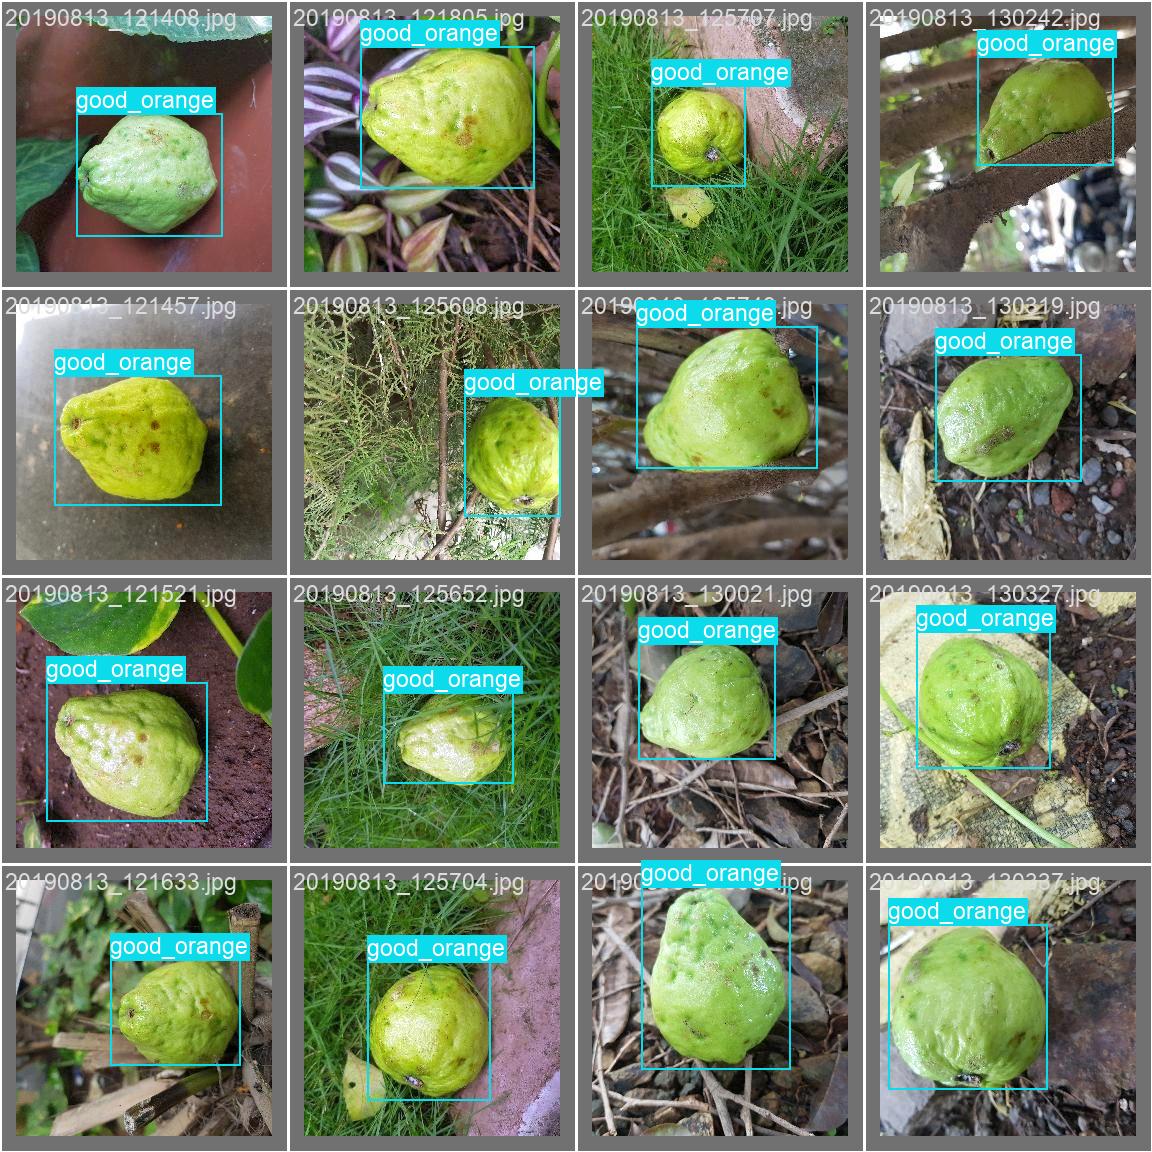 20190813_121408.jpg
good_orange
20190813_121805.jpg
good_orange
20190813_125707.jpg
good_orange
20190813_130242.jpg
good_orange
20190813_121457.jpg
good_orange
20190813_125608.jpg
good_orange
.jpg
good_orange
20190813_130319.jpg
good_orange
20190813_121521.jpg
good_orange
20190813_125652.jpg
good_orange
20190813_130021.jpg
good_orange
20190813_130327.jpg
good_orange
20190813_121633.jpg
good_orange
20190813_125704.jpg
good_orange
good_orange
20190813_130337.jpg
good_orange